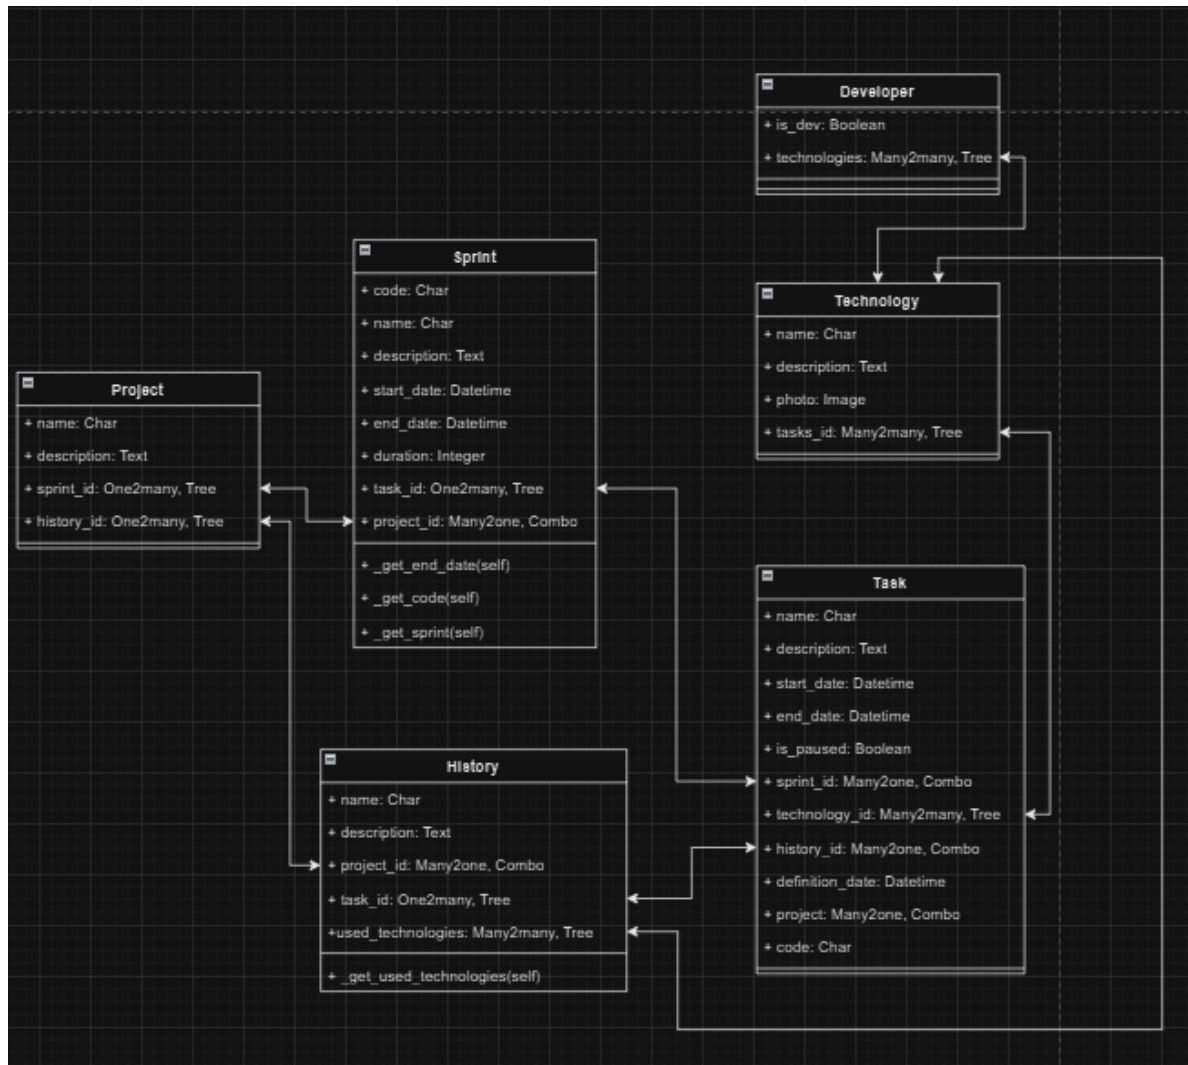 Developer
+ is_dev: Boolean
+ technologies: Many2many, Tree
Sprint
+ code: Char
+ name: Char
+ description: Text
+ start_date: Datetime
+ end_date: Datetime
+ duration: Integer
+ task_id: One2many, Tree
+ project_id: Many2one, Combo
+ _get_end_date(self)
+ _get_code(self)
+ _get_sprint(self)
Technology
+ name: Char
+ description: Text
+ photo: Image
+ tasks_id: Many2many, Tree
Project
+ name: Char
+ description: Text
+ sprint_id: One2many, Tree
+ history_id: One2many, Tree
Task
+ name: Char
+ description: Text
+ start_date: Datetime
+ end_date: Datetime
+ is_paused: Boolean
+ sprint_id: Many2one, Combo
+ technology_id: Many2many, Tree
+ history_id: Many2one, Combo
+ definition_date: Datetime
+ project: Many2one, Combo
+ code: Char
History
+ name: Char
+ description: Text
+ project_id: Many2one, Combo
+ task_id: One2many, Tree
+used_technologies: Many2many, Tree
+ _get_used_technologies(self)